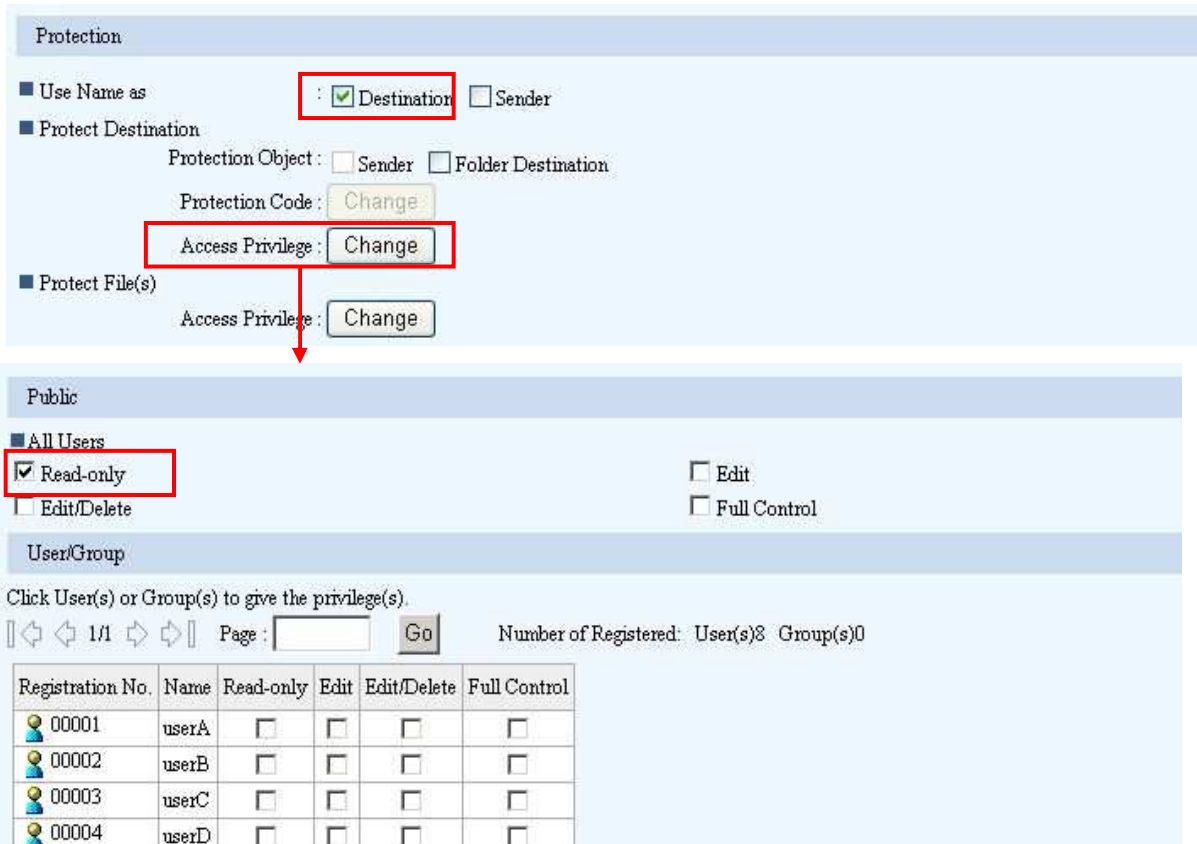 Protection
Use Name as : Destination Sender
Protect Destination
Protection Object : Sender Folder Destination
Protection Code : Change
Access Privilege : Change
Protect File(s)
Access Privilege : Change
Public
All Users
Read-only Edit
Edit/Delete Full Control
User/Group
Click User(s) or Group(s) to give the privilege(s).
1/1 Page : Go Number of Registered: User(s)8 Group(s)0
Registration No. Name Read-only Edit Edit/Delete Full Control
00001 userA
00002 userB
00003 userC
00004 userD